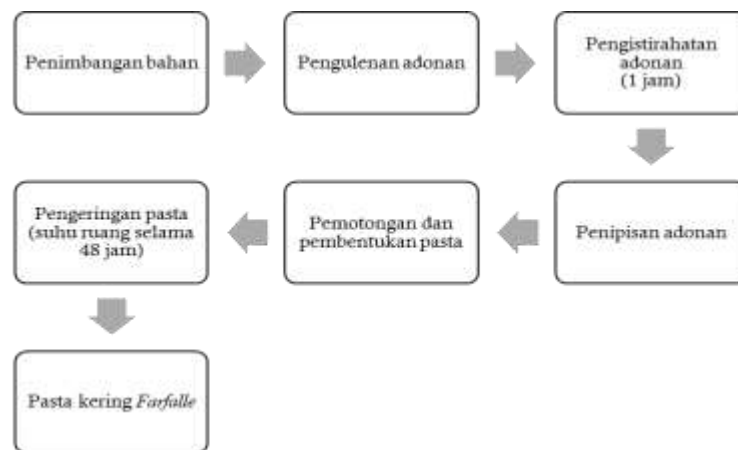 Penimbangan bahan
Pengulenan adonan
Pengistirahatan
adonan
(1 jam)
Penipisan adonan
Pemotongan dan
pembentukan pasta
Pengeringan pasta
(suhu ruang selama
48 jam)
Pasta kering Farfalle